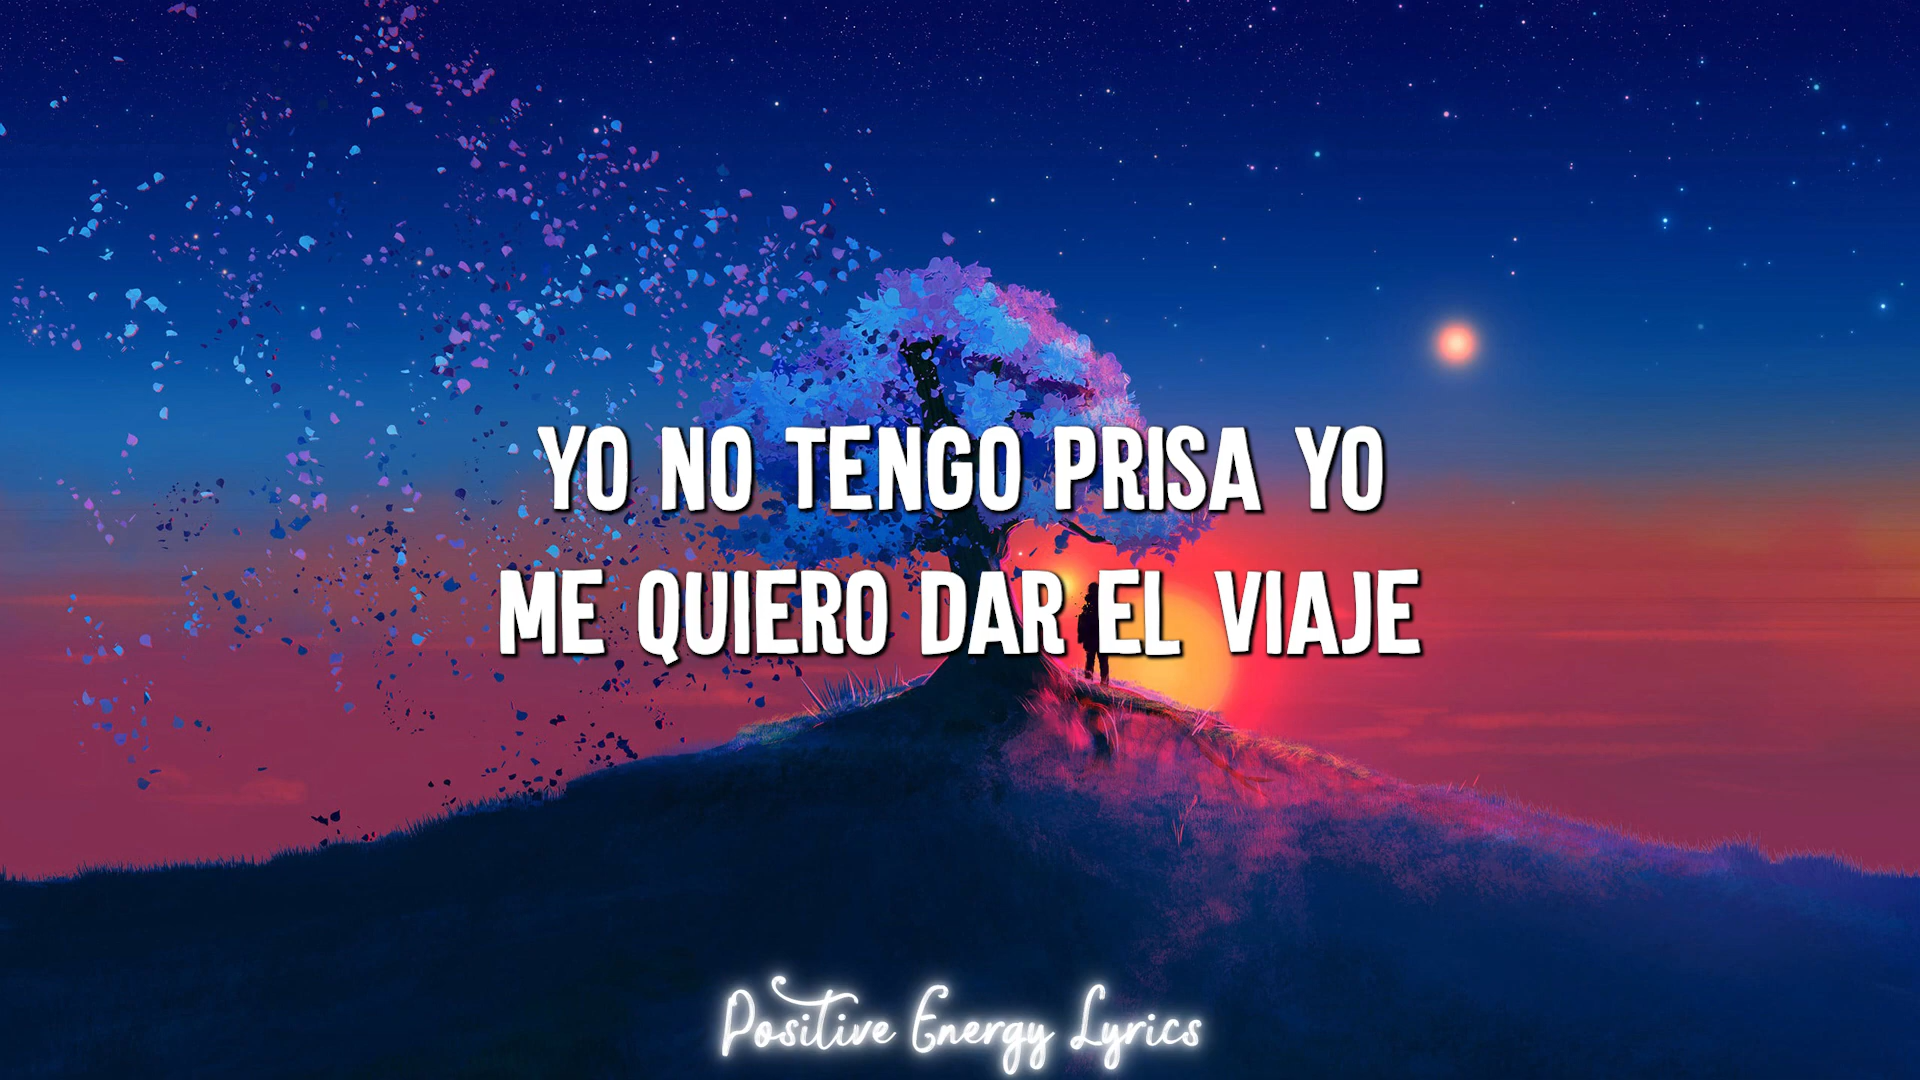 YO NO TENGO PRISA YO
ME QUIERO DAR EL VIAJE
Positive Energy Lyrics